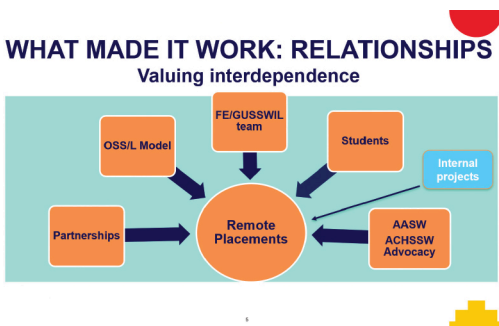 WHAT MADE IT WORK: RELATIONSHIPS
Valuing interdependence
FE/GUSSWIL
team
OSS/L Model
Students
Internal
projects
Partnerships
Remote
Placements
AASW
ACHSSW
Advocacy